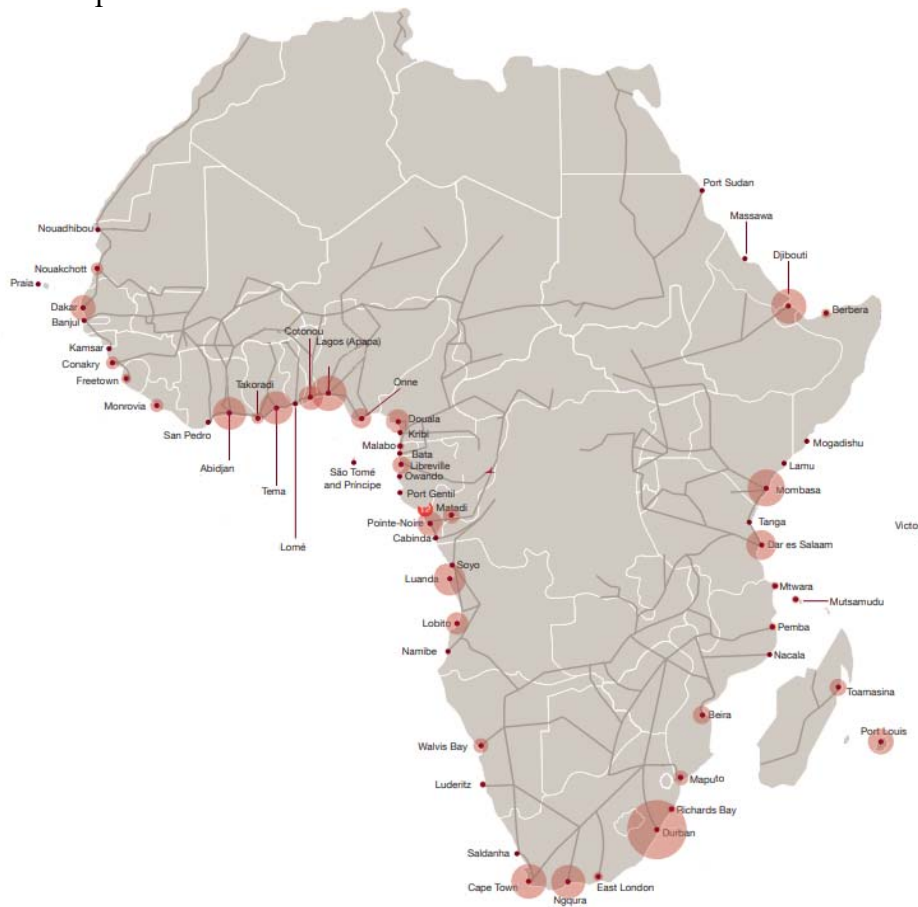 Port Sudan
Massawa
Nouadhibou
Djibouti
Nouakchott
Praia
Dakar
Berbera
Banjul
Cotonou
Lagos (Apapa)
Kamsar
Conakry
Takoradi
Onne
Freetown
Monrovia
Douala
San Pedro
Kribi
Malabo
Mogadishu
Bata
Abidjan
Libreville
Lamu
São Tomé
and Principe
Owando
Tema
Mombasa
Port Gentil
Matadi
Pointe-Noire
Tanga
Victo
Cabinda
Lomé
Dar es Salaam
Soyo
Luanda
Mtwara
Mutsamudu
Lobito
Pemba
Namibe
Nacala
Toamasina
Beira
Port Louis
Walvis Bay
Maputo
Luderitz
Richards Bay
Durban
Saldanha
Cape Town
East London
Ngqura